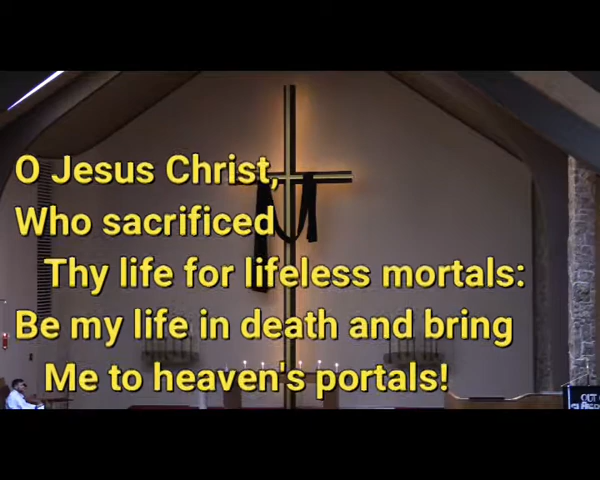 O Jesus Christ,
Who sacrificed
Thy life for lifeless mortals:
Be my life in death and bring
Me to heaven's portals!